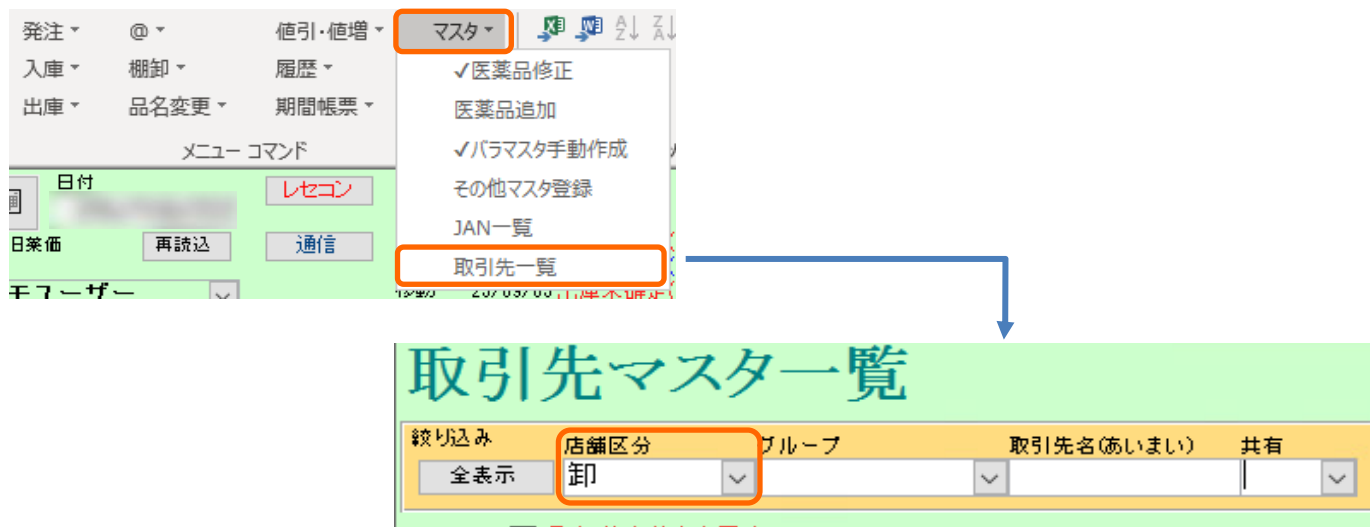 発注 @ 値引・値増 マスタ
入庫 棚卸 履歴 ✓医薬品修正
出庫 品名変更 期間帳票 医薬品追加
メニュー コマンド ✓バラマスタ手動作成
日付 レセコン その他マスタ登録
JAN一覧
日薬価 再読込 通信 取引先一覧
取引先マスター覧
絞り込み 店舗区分 グループ 取引先名(あいまい) 共有
全表示 卸